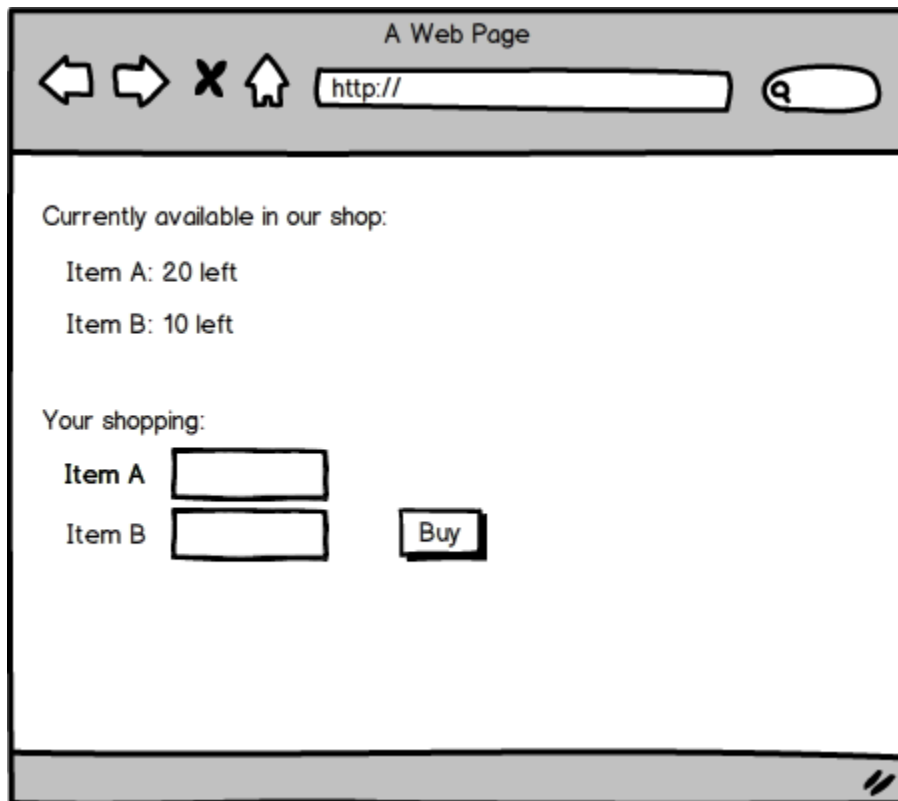 A Web Page
http://
Currently available in our shop:
Item A: 20 left
Item B: 10 left
Your shopping:
Item A
Item B
Buy